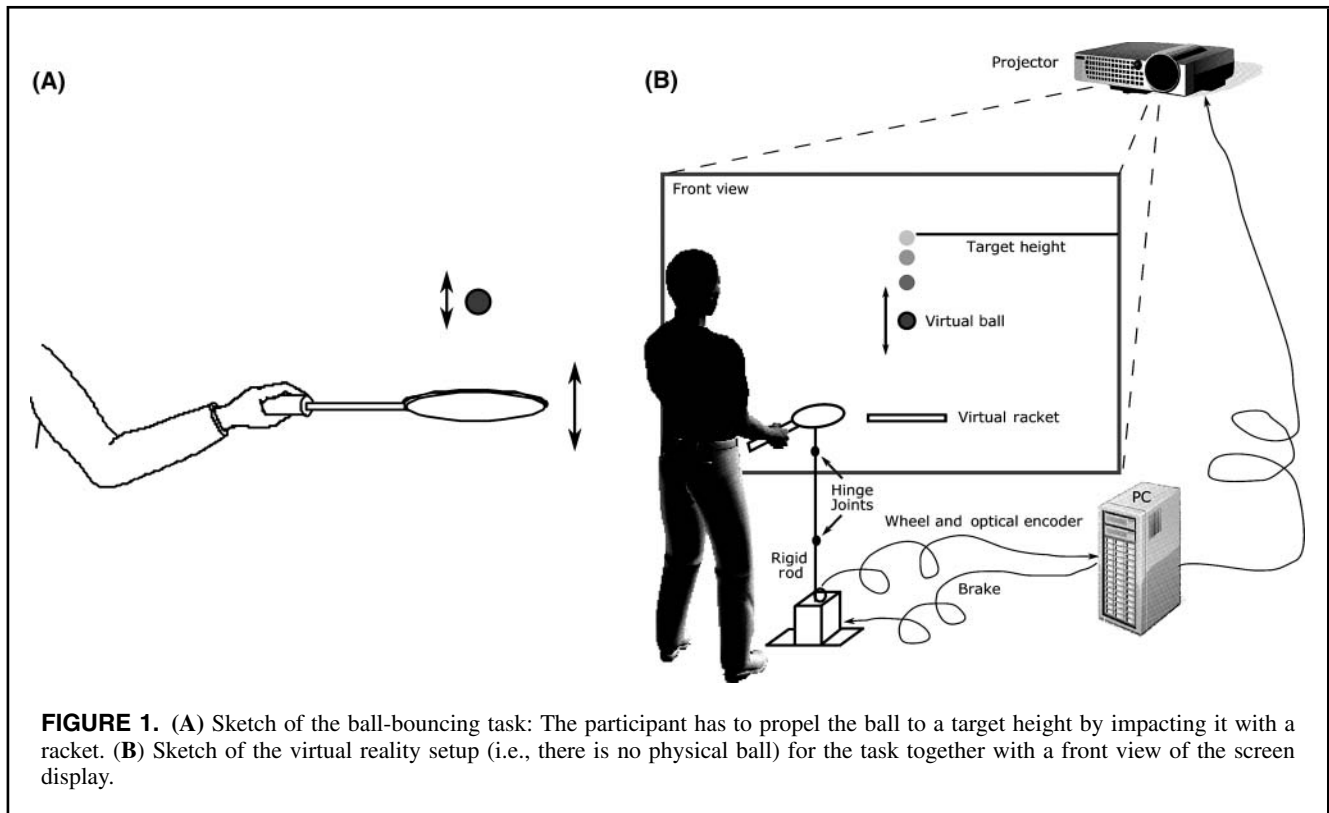 (A)
(B)
Projector
Front view
Target height
Virtual ball
Virtual racket
Hinge
Joints
PC
Wheel and optical encoder
Rigid
rod
Brake
FIGURE 1. (A) Sketch of the ball-bouncing task: The participant has to propel the ball to a target height by impacting it with a
racket. (B) Sketch of the virtual reality setup (i.e., there is no physical ball) for the task together with a front view of the screen
display.